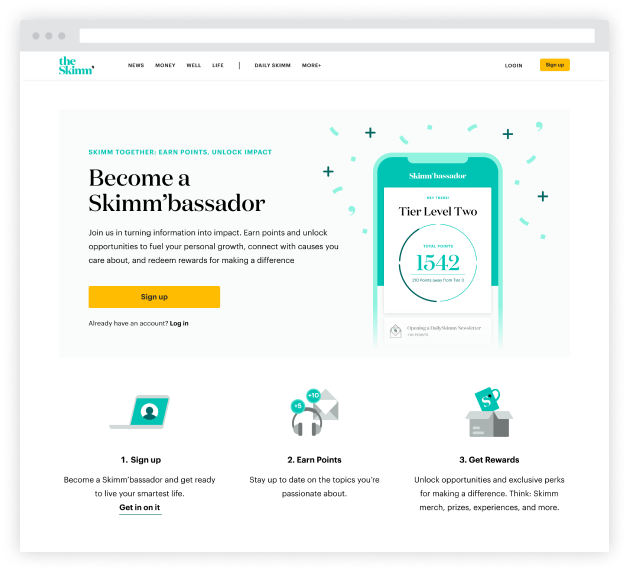 the
Skimm'
NEWS MONEY WELL LIFE | DAILY SKIMM MORE+ LOGIN Sign up
SKIMM TOGETHER: EARN POINTS, UNLOCK IMPACT
Become a
Skimm'bassador
Join us in turning information into impact. Earn points and unlock
opportunities to fuel your personal growth, connect with causes you
care about, and redeem rewards for making a difference
Sign up
Already have an account? Log in
Skimm'bassador
HEY THERE!
Tier Level Two
TOTAL POINTS
1542
210 Points away from Tier 3
Opening a DailySkimm Newsletter
+10 POINTS
+5
+10
S'
1. Sign up
Become a Skimm'bassador and get ready
to live your smartest life.
Get in on it
2. Earn Points
Stay up to date on the topics you're
passionate about.
3. Get Rewards
Unlock opportunities and exclusive perks
for making a difference. Think: Skimm
merch, prizes, experiences, and more.